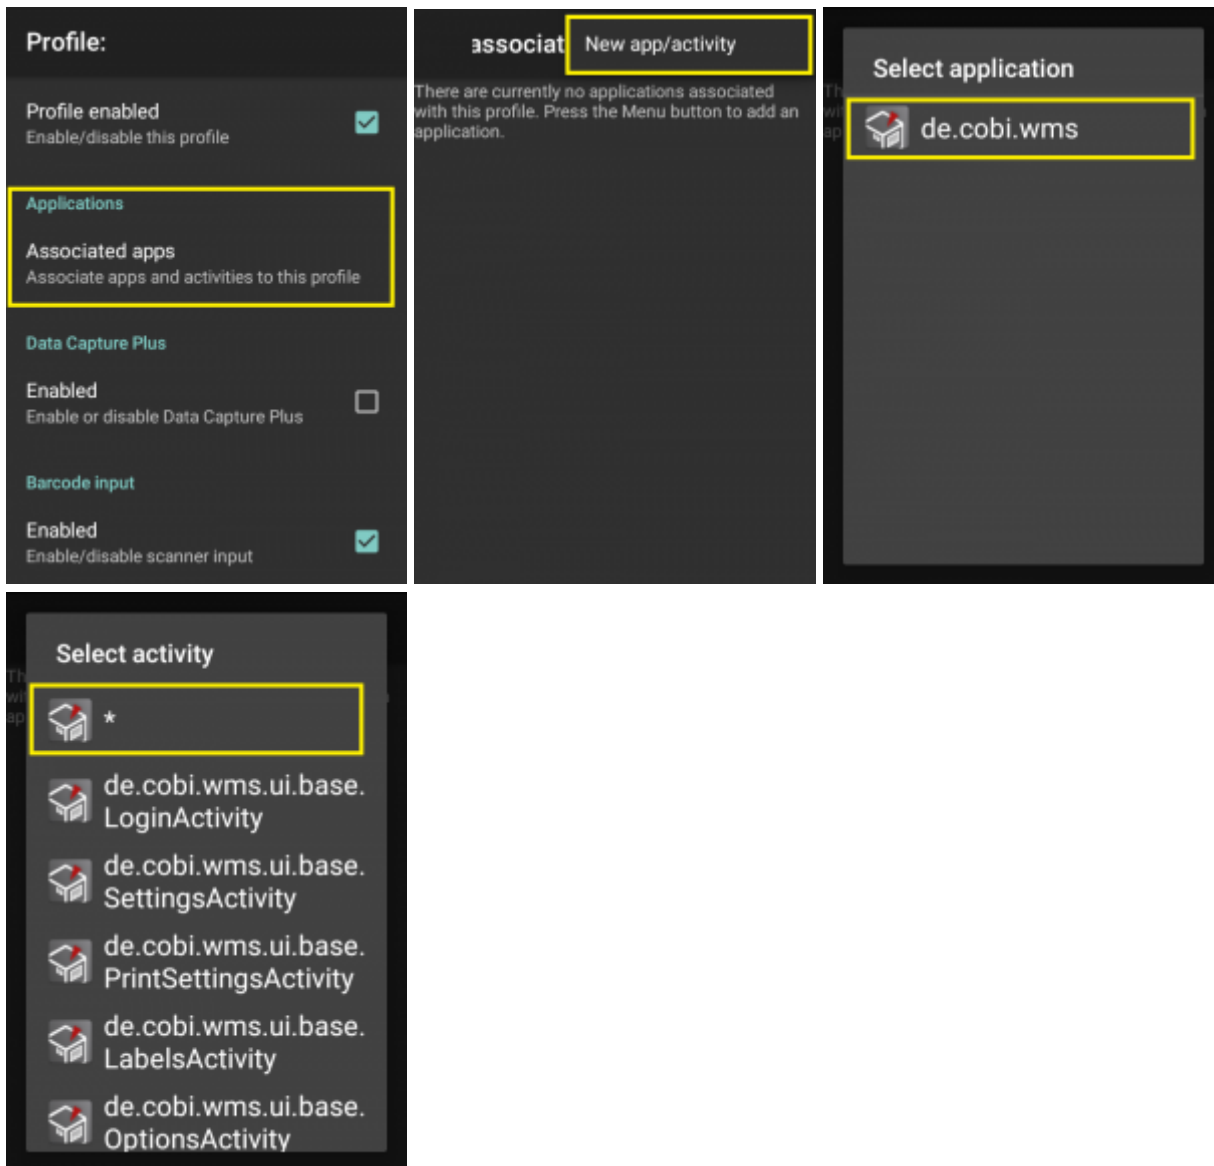 Profile:
Profile enabled
Enable/disable this profile
Applications
Associated apps
Associate apps and activities to this profile
Data Capture Plus
Enabled
Enable or disable Data Capture Plus
Barcode input
Enabled
Enable/disable scanner input
associat
New app/activity
There are currently no applications associated
with this profile. Press the Menu button to add an
application.
Select application
de.cobi.wms
Th
wi
ap
Select activity
*
de.cobi.wms.ui.base.
LoginActivity
de.cobi.wms.ui.base.
SettingsActivity
de.cobi.wms.ui.base.
PrintSettingsActivity
de.cobi.wms.ui.base.
LabelsActivity
de.cobi.wms.ui.base.
OptionsActivity